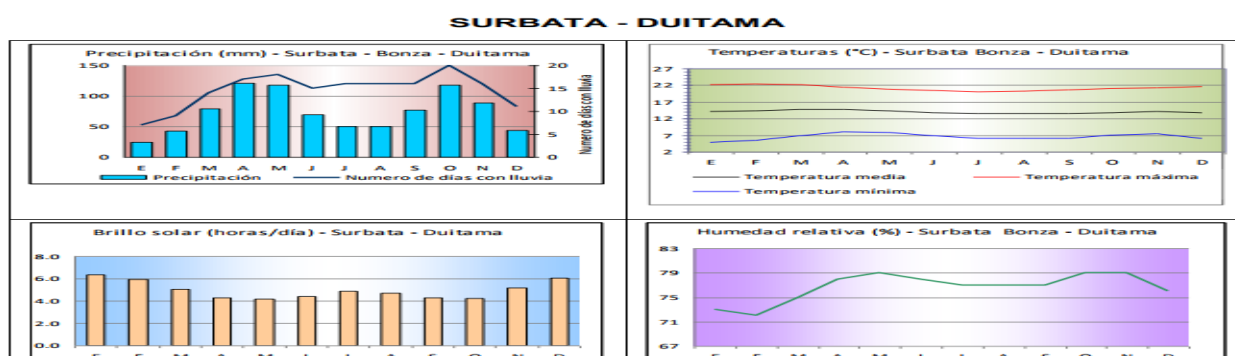 SURBATA - DUITAMA
Precipitación (mm) - Surbata - Bonza - Duitama
150
100
50
0
20
15
10
5
0
Numero de días con lluvia
E F M A M J J A S O N D
Precipitación
Numero de días con lluvia
Temperaturas (°C) - Surbata Bonza - Duitama
27
22
17
12
7
2
E F M A M J J A S O N D
Temperatura media
Temperatura máxima
Temperatura mínima
Brillo solar (horas/día) - Surbata - Duitama
8.0
6.0
4.0
2.0
0.0
E F M A M J J A S O N D
Humedad relativa (%) - Surbata Bonza - Duitama
83
79
75
71
67
E F M A M J J A S O N D